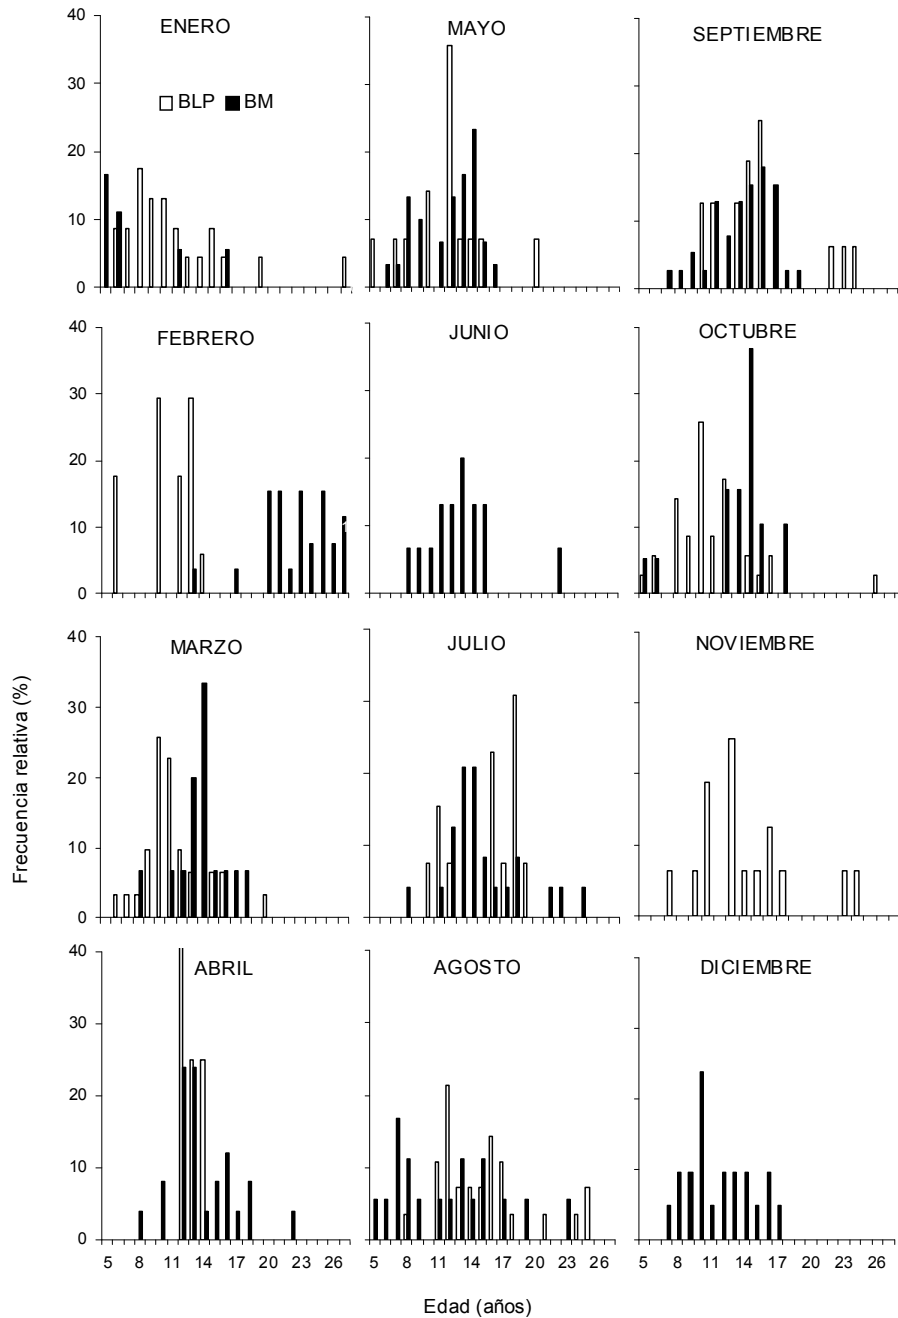 40
30
20
10
0
ENERO
BLP BM
MAYO
SEPTIEMBRE
40
30
20
10
0
FEBRERO
JUNIO
OCTUBRE
Frecuencia relativa (%)
40
30
20
10
0
MARZO
JULIO
NOVIEMBRE
40
30
20
10
0
ABRIL
AGOSTO
DICIEMBRE
5 8 11 14 17 20 23 26
5 8 11 14 17 20 23 26
5 8 11 14 17 20 23 26
Edad (años)